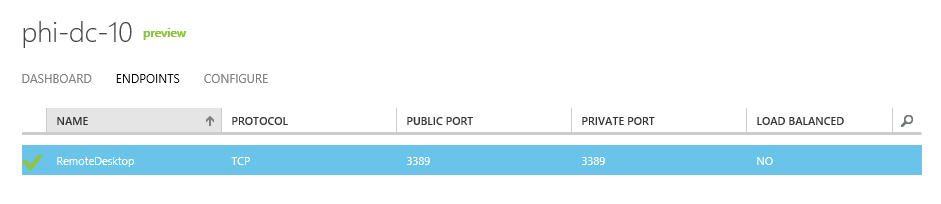 phi-dc-10 preview
DASHBOARD ENDPOINTS CONFIGURE
NAME PROTOCOL PUBLIC PORT PRIVATE PORT LOAD BALANCED
RemoteDesktop TCP 3389 3389 NO